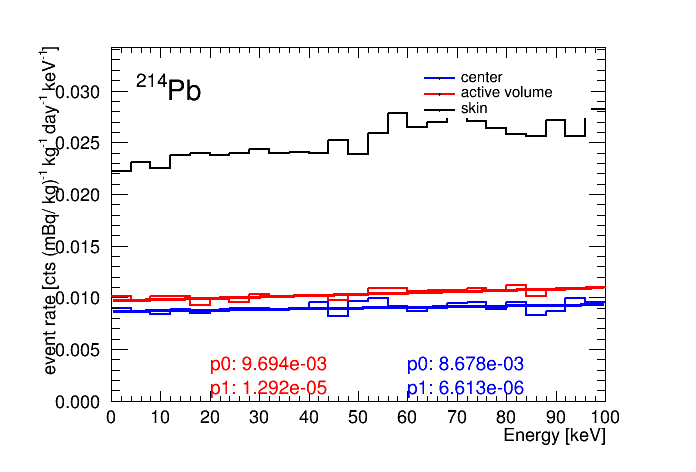 ²¹⁴Pb
center
active volume
skin
event rate [cts (mBq/ kg)⁻¹ kg⁻¹ day⁻¹ keV⁻¹]
0.030
0.025
0.020
0.015
0.010
0.005
0.000
p0: 9.694e-03
p1: 1.292e-05
p0: 8.678e-03
p1: 6.613e-06
0 10 20 30 40 50 60 70 80 90 100
Energy [keV]